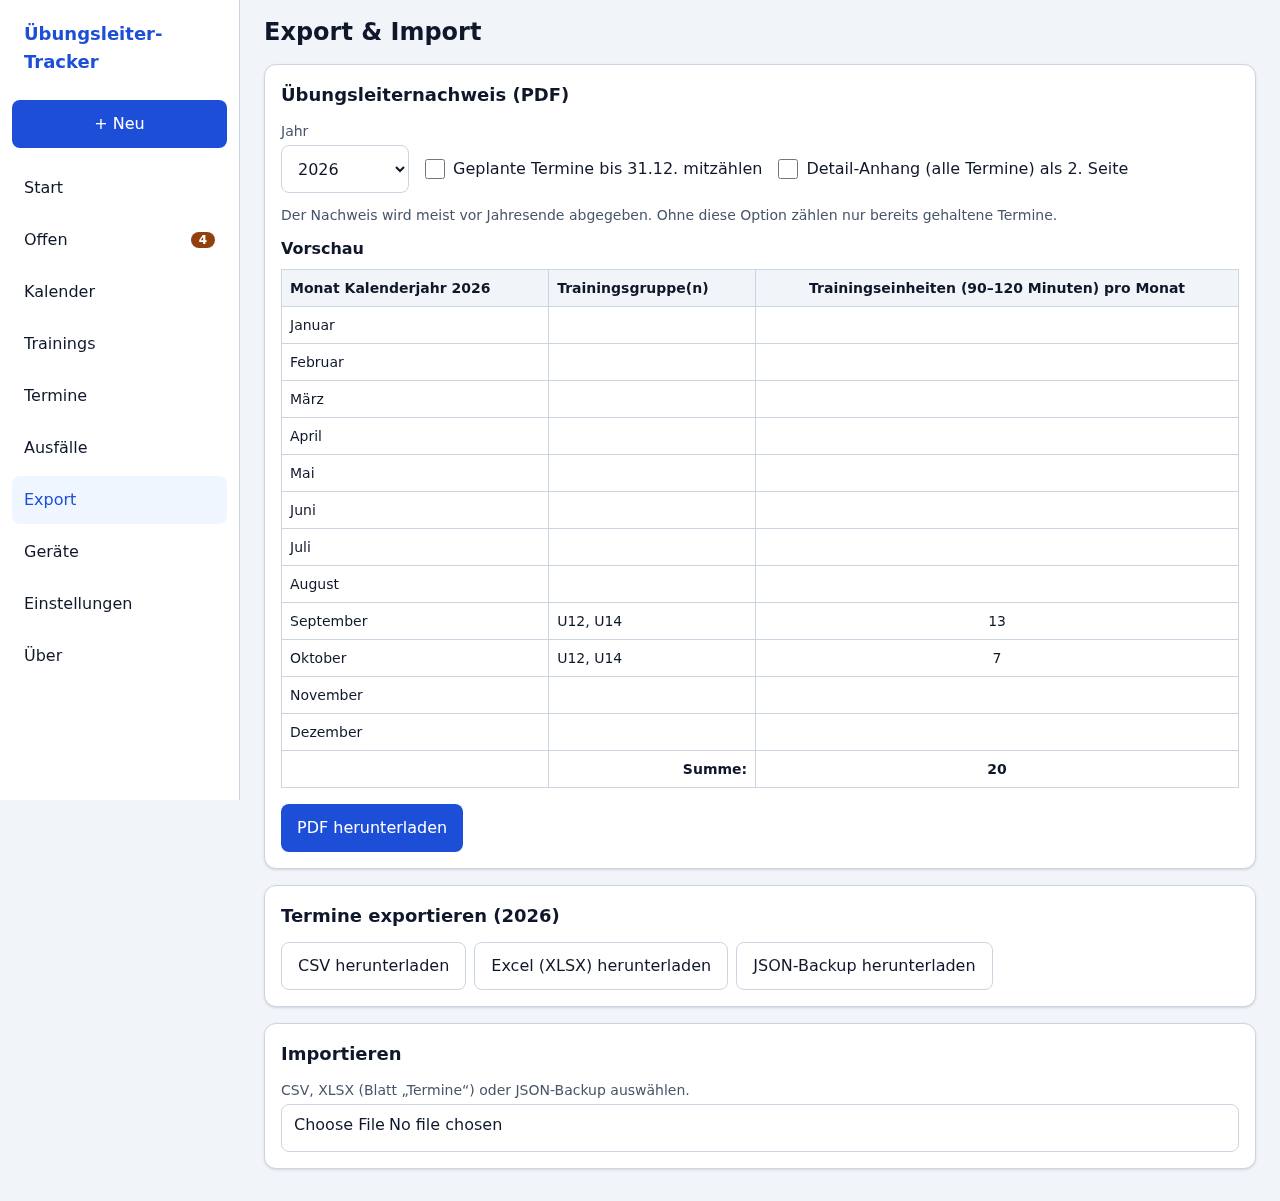 Übungsleiter-
Tracker
+ Neu
Start
Offen 4
Kalender
Trainings
Termine
Ausfälle
Export
Geräte
Einstellungen
Über
Export & Import
Übungsleiternachweis (PDF)
Jahr
2026 Geplante Termine bis 31.12. mitzählen Detail-Anhang (alle Termine) als 2. Seite
Der Nachweis wird meist vor Jahresende abgegeben. Ohne diese Option zählen nur bereits gehaltene Termine.
Vorschau
Monat Kalenderjahr 2026 Trainingsgruppe(n) Trainingseinheiten (90–120 Minuten) pro Monat
Januar
Februar
März
April
Mai
Juni
Juli
August
September U12, U14 13
Oktober U12, U14 7
November
Dezember
Summe: 20
PDF herunterladen
Termine exportieren (2026)
CSV herunterladen Excel (XLSX) herunterladen JSON-Backup herunterladen
Importieren
CSV, XLSX (Blatt „Termine“) oder JSON-Backup auswählen.
Choose File No file chosen